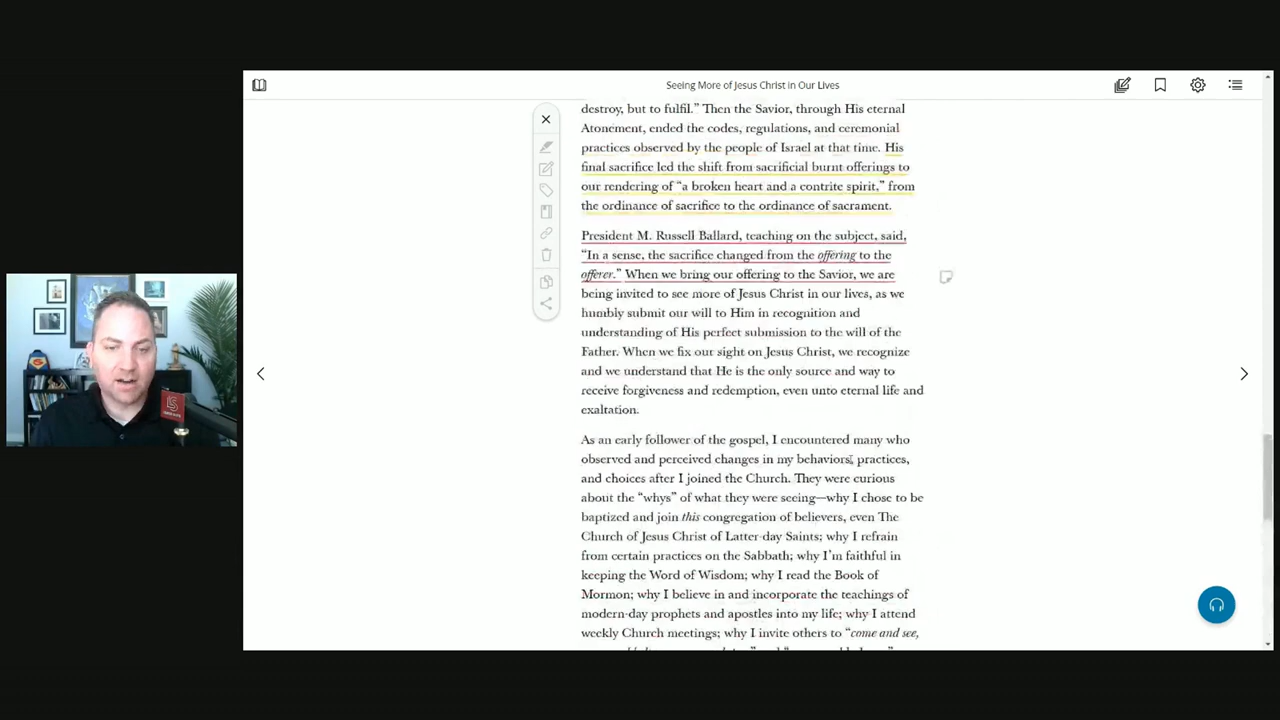 Seeing More of Jesus Christ in Our Lives
destroy, but to fulfil.” Then the Savior, through His eternal
Atonement, ended the codes, regulations, and ceremonial
practices observed by the people of Israel at that time. His
final sacrifice led the shift from sacrificial burnt offerings to
our rendering of “a broken heart and a contrite spirit,” from
the ordinance of sacrifice to the ordinance of sacrament.
President M. Russell Ballard, teaching on the subject, said,
“In a sense, the sacrifice changed from the offering to the
offerer.” When we bring our offering to the Savior, we are
being invited to see more of Jesus Christ in our lives, as we
humbly submit our will to Him in recognition and
understanding of His perfect submission to the will of the
Father. When we fix our sight on Jesus Christ, we recognize
and we understand that He is the only source and way to
receive forgiveness and redemption, even unto eternal life and
exaltation.
As an early follower of the gospel, I encountered many who
observed and perceived changes in my behaviors, practices,
and choices after I joined the Church. They were curious
about the “whys” of what they were seeing—why I chose to be
baptized and join this congregation of believers, even The
Church of Jesus Christ of Latter-day Saints; why I refrain
from certain practices on the Sabbath; why I’m faithful in
keeping the Word of Wisdom; why I read the Book of
Mormon; why I believe in and incorporate the teachings of
modern-day prophets and apostles into my life; why I attend
weekly Church meetings; why I invite others to “come and see,